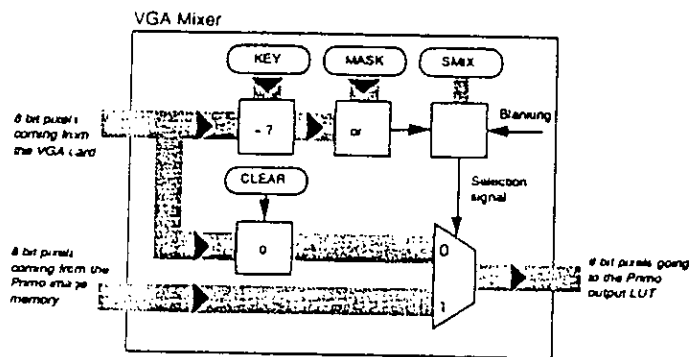 VGA Mixer
KEY
MASK
SMIX
8 bit pixels
coming from
the VGA card
= ?
or
Blanking
CLEAR
Selection
signal
0
0
8 bit pixels
coming from the
Primo image
memory
1
8 bit pixels going
to the Primo
output LUT